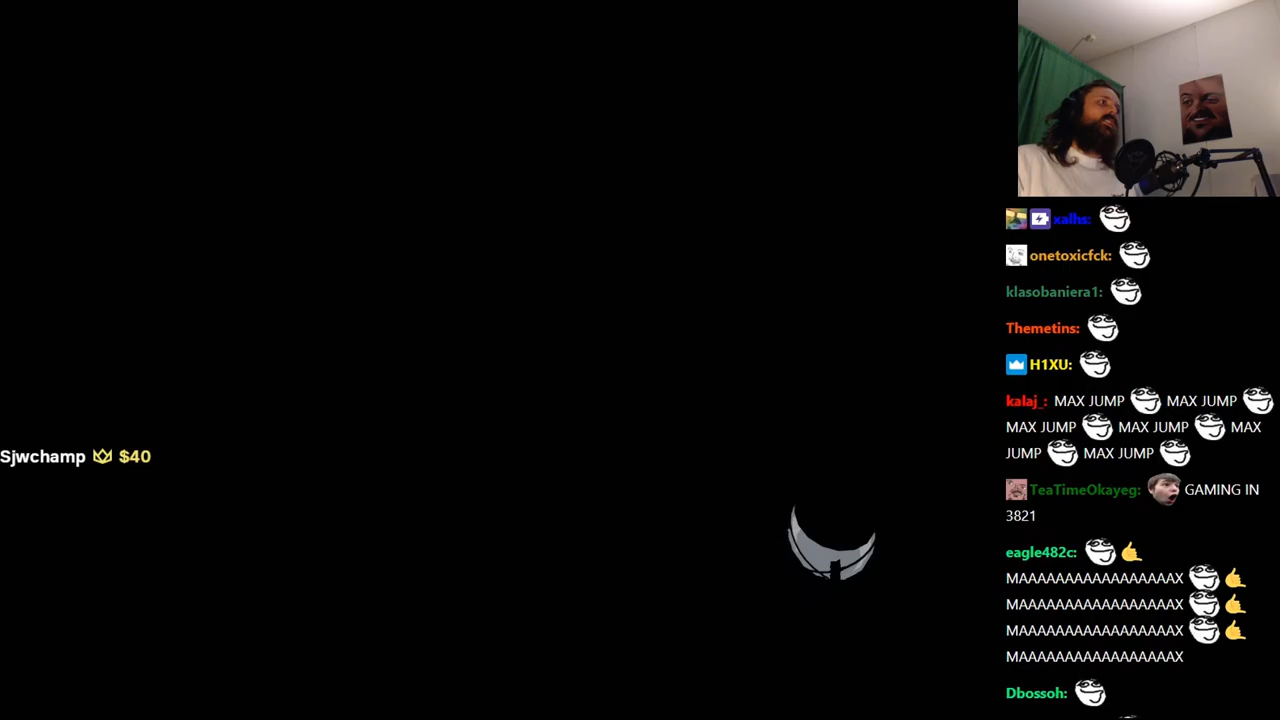 xalhs:
onetoxicfck:
klasobaniera1:
Themetins:
H1XU:
kalaj_: MAX JUMP MAX JUMP
MAX JUMP MAX JUMP MAX
JUMP MAX JUMP
Sjwchamp $40
TeaTimeOkayeg: GAMING IN
3821
eagle482c:
MAAAAAAAAAAAAAAAAAX
MAAAAAAAAAAAAAAAAAX
MAAAAAAAAAAAAAAAAAX
MAAAAAAAAAAAAAAAAAX
Dbossoh: